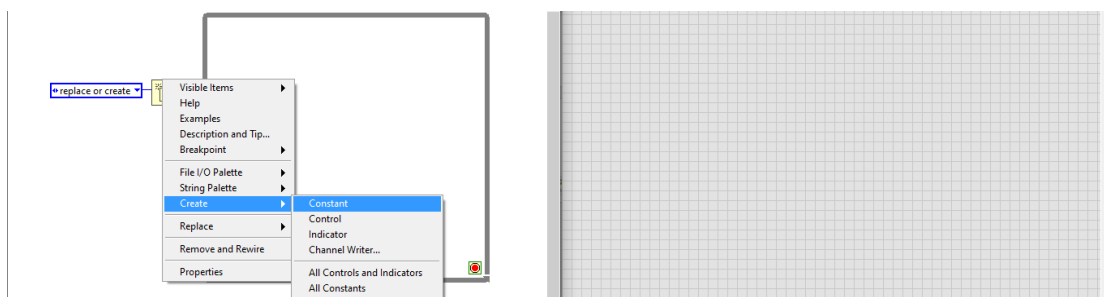 replace or create
Visible Items
Help
Examples
Description and Tip...
Breakpoint
File I/O Palette
String Palette
Create
Replace
Remove and Rewire
Properties
Constant
Control
Indicator
Channel Writer...
All Controls and Indicators
All Constants